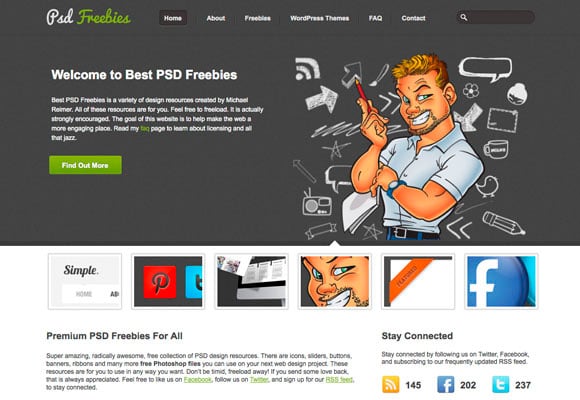 Psd Freebies
Home
About
Freebies
WordPress Themes
FAQ
Contact
Welcome to Best PSD Freebies
Best PSD Freebies is a variety of design resources created by Michael
Reimer. All of these resources are for you. Feel free to freeload. It is actually
strongly encouraged. The goal of this website is to help make the web
a more engaging place. Read my faq page to learn about licensing and all
that jazz.
Find Out More
Simple.
HOME
FEATURED
Premium PSD Freebies For All
Super amazing, radically awesome, free collection of PSD design resources. There are icons, sliders, buttons,
banners, ribbons and many more free Photoshop files you can use on your next web design project. These
resources are for you to use in any way you want. Don't be timid, freeload away! If you send some love back,
that is always appreciated. Feel free to like us on Facebook, follow us on Twitter, and sign up for our RSS feed,
to stay connected.
Stay Connected
Stay connected by following us on Twitter, Facebook,
and subscribing to our frequently updated RSS feed.
145
202
237